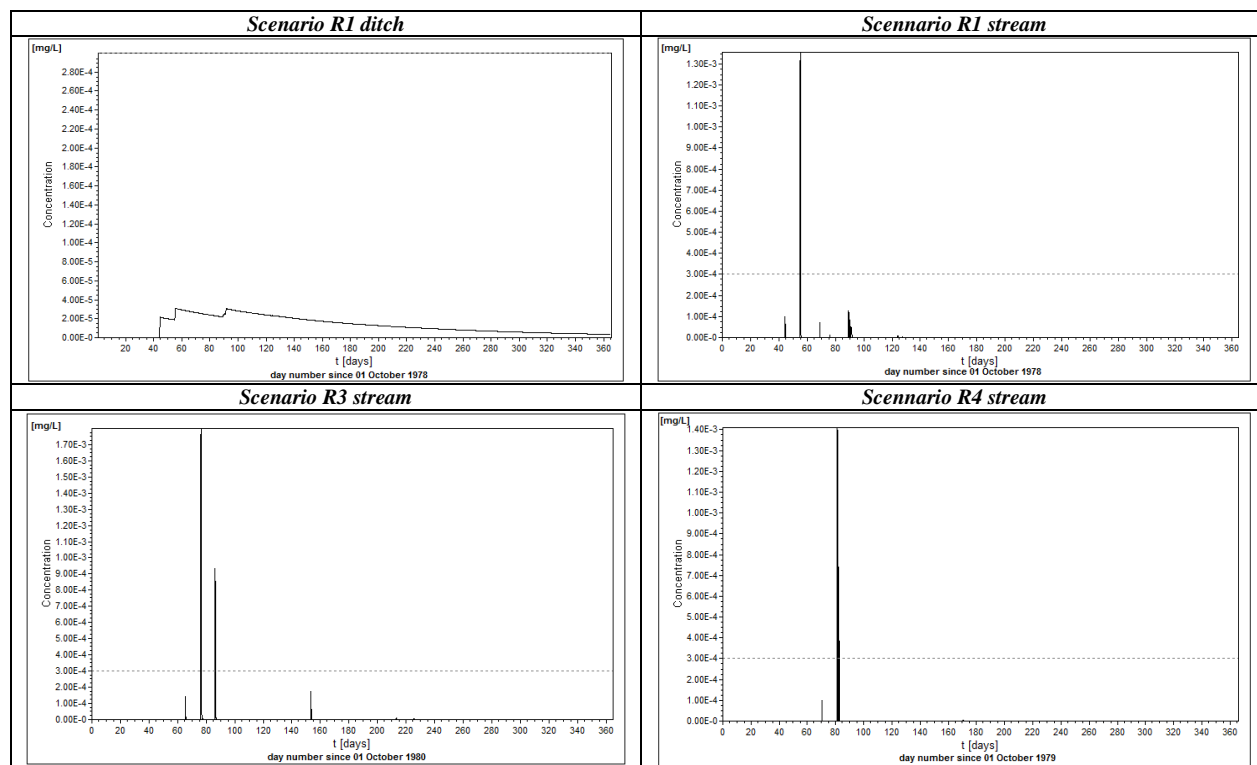 Scenario R1 ditch
[mg/L]
2.80E-4
2.60E-4
2.40E-4
2.20E-4
2.00E-4
1.80E-4
1.60E-4
1.40E-4
1.20E-4
1.00E-4
8.00E-5
6.00E-5
4.00E-5
2.00E-5
0.00E-0
Concentration
20 40 60 80 100 120 140 160 180 200 220 240 260 280 300 320 340 360
t [days]
day number since 01 October 1978
Scennario R1 stream
[mg/L]
1.30E-3
1.20E-3
1.10E-3
1.00E-3
9.00E-4
8.00E-4
7.00E-4
6.00E-4
5.00E-4
4.00E-4
3.00E-4
2.00E-4
1.00E-4
0.00E-0
Concentration
0 20 40 60 80 100 120 140 160 180 200 220 240 260 280 300 320 340 360
t [days]
day number since 01 October 1978
Scenario R3 stream
[mg/L]
1.70E-3
1.60E-3
1.50E-3
1.40E-3
1.30E-3
1.20E-3
1.10E-3
1.00E-3
9.00E-4
8.00E-4
7.00E-4
6.00E-4
5.00E-4
4.00E-4
3.00E-4
2.00E-4
1.00E-4
0.00E-0
Concentration
0 20 40 60 80 100 120 140 160 180 200 220 240 260 280 300 320 340 360
t [days]
day number since 01 October 1980
Scennario R4 stream
[mg/L]
1.40E-3
1.30E-3
1.20E-3
1.10E-3
1.00E-3
9.00E-4
8.00E-4
7.00E-4
6.00E-4
5.00E-4
4.00E-4
3.00E-4
2.00E-4
1.00E-4
0.00E-0
Concentration
0 20 40 60 80 100 120 140 160 180 200 220 240 260 280 300 320 340 360
t [days]
day number since 01 October 1979